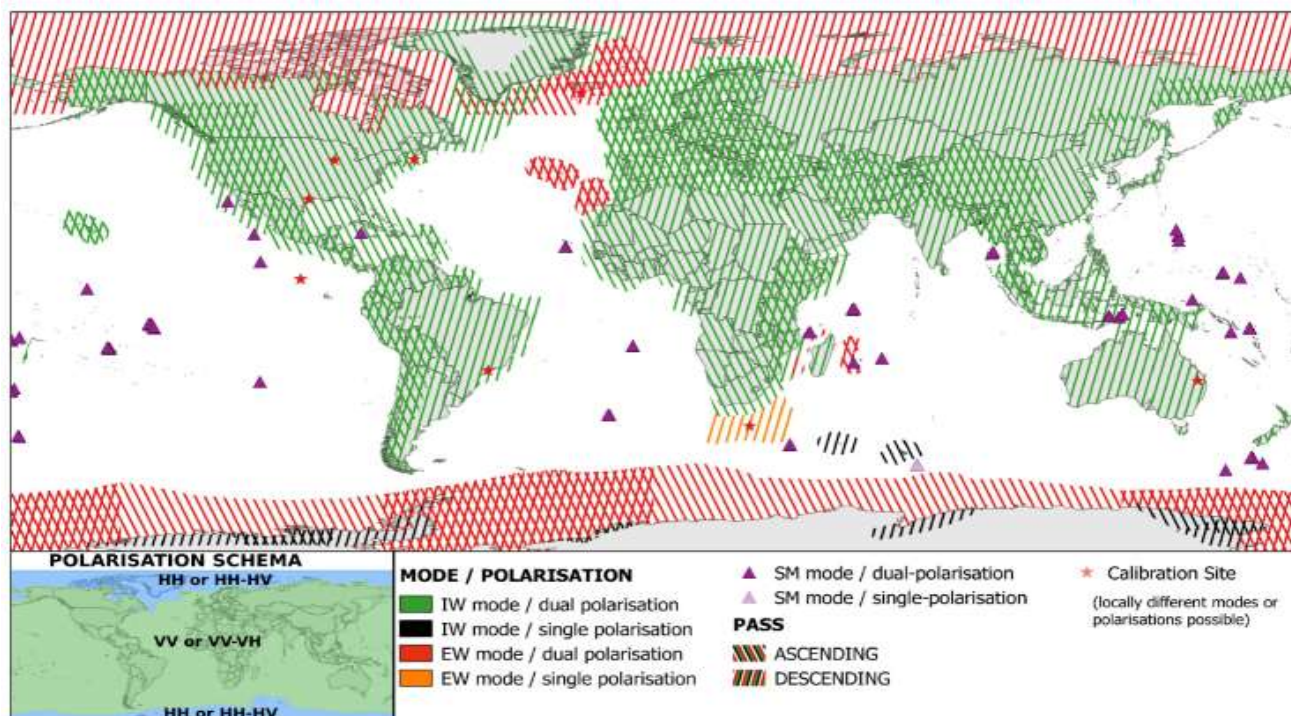 POLARISATION SCHEMA
HH or HH-HV
VV or VV-VH
HH or HH-HV
MODE / POLARISATION
IW mode / dual polarisation
IW mode / single polarisation
EW mode / dual polarisation
EW mode / single polarisation
SM mode / dual-polarisation
SM mode / single-polarisation
PASS
ASCENDING
DESCENDING
Calibration Site
(locally different modes or
polarisations possible)